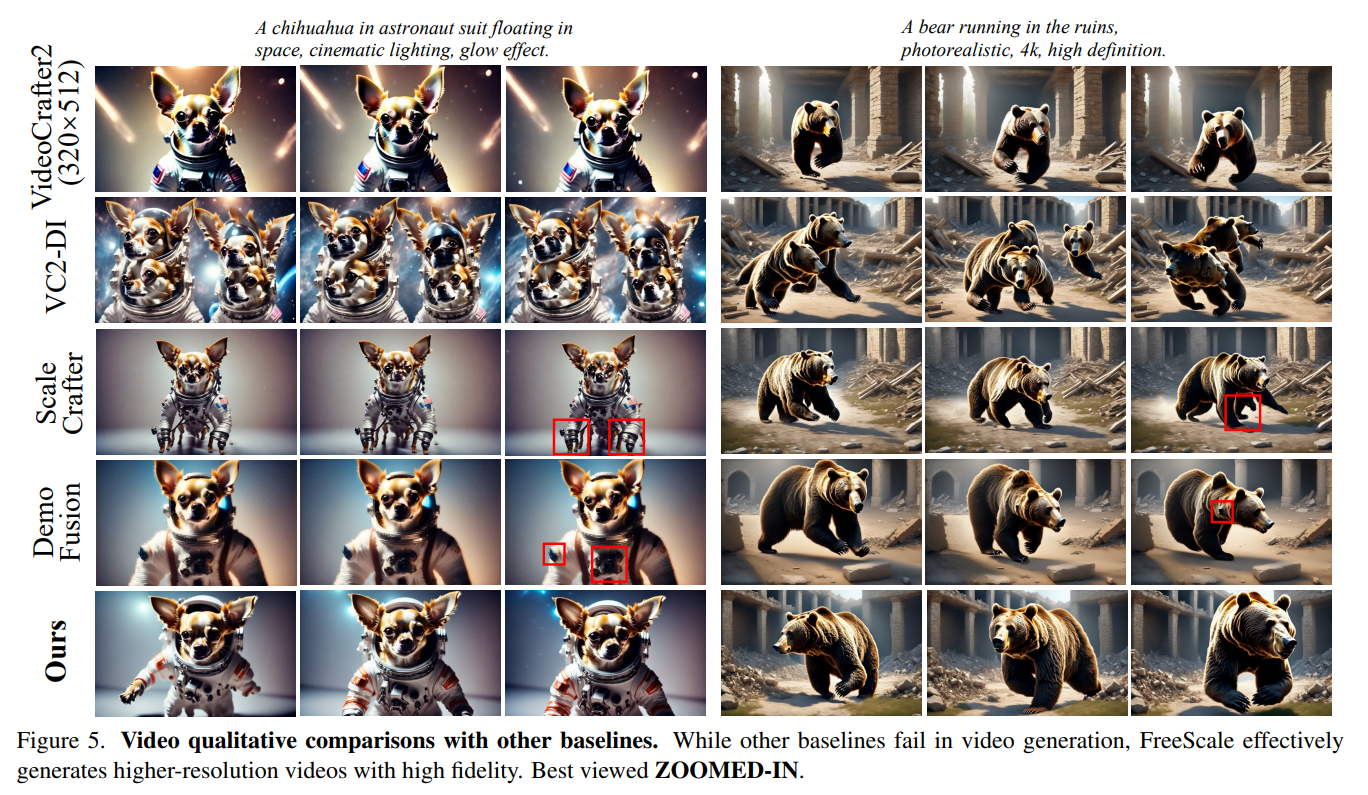 A chihuahua in astronaut suit floating in
space, cinematic lighting, glow effect.
A bear running in the ruins,
photorealistic, 4k, high definition.
VideoCrafter2
(320×512)
VC2-DI
Scale
Crafter
Demo
Fusion
Ours
Figure 5. Video qualitative comparisons with other baselines. While other baselines fail in video generation, FreeScale effectively
generates higher-resolution videos with high fidelity. Best viewed ZOOMED-IN.